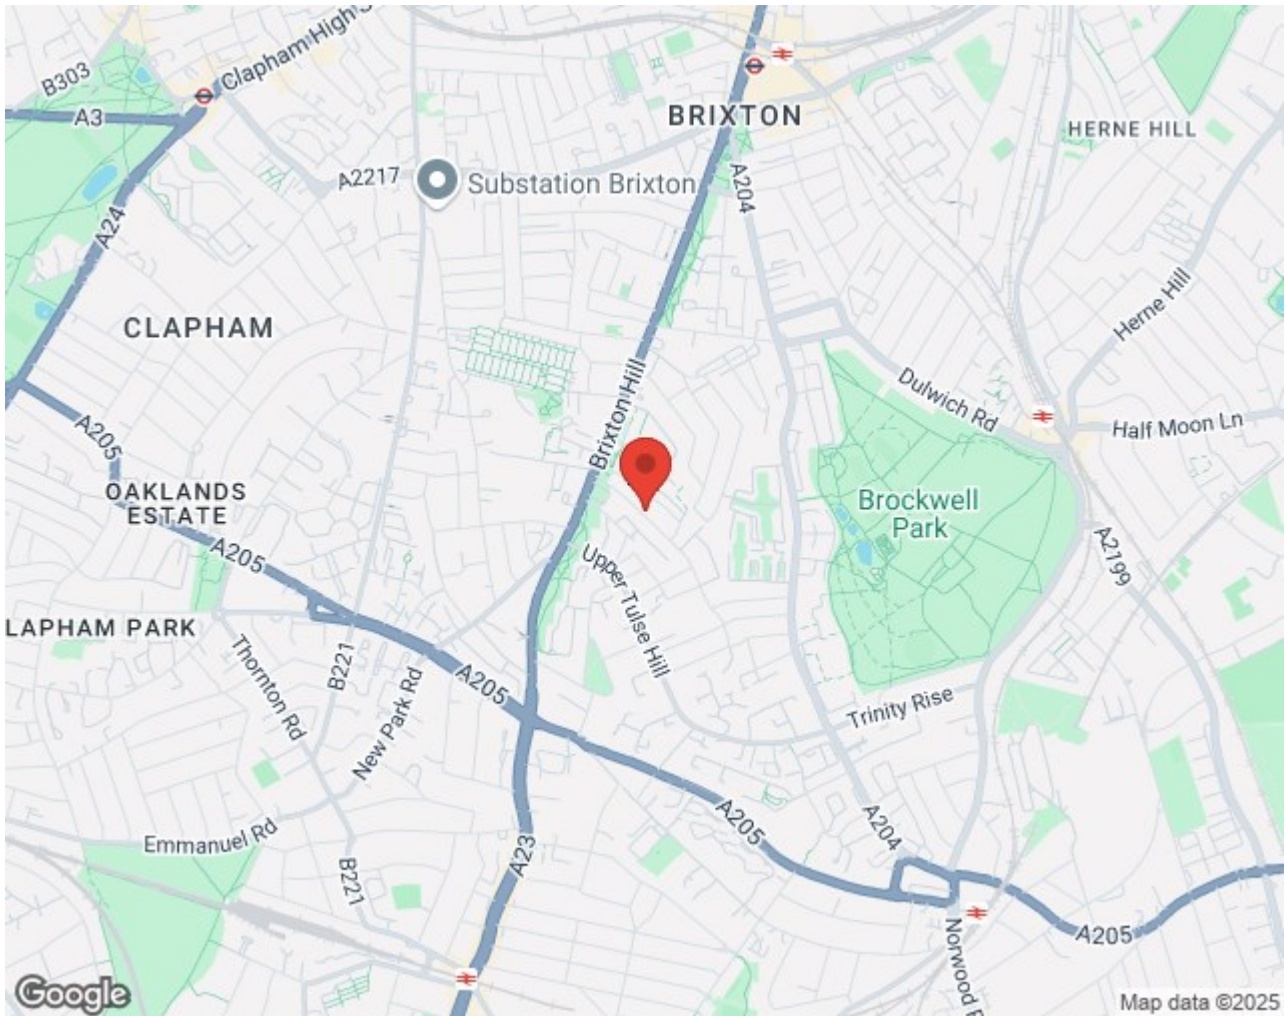 Clapham High S
B303
A3
BRIXTON
HERNE HILL
A2217
Substation Brixton
A204
A24
CLAPHAM
Herne Hill
Brixton Hill
Dulwich Rd
Half Moon Ln
A205
OAKLANDS
ESTATE
Brockwell
Park
A205
A2199
Upper Tulse Hill
LAPHAM PARK
Thornton Rd
B221
A205
New Park Rd
Trinity Rise
Emmanuel Rd
A23
A205
A204
B221
A205
Norwood R
Google
Map data ©2025